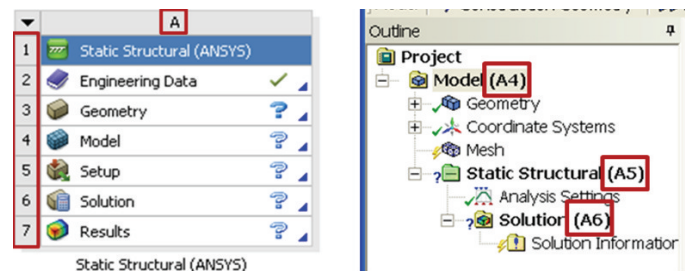 A
1 Static Structural (ANSYS)
2 Engineering Data
3 Geometry
4 Model
5 Setup
6 Solution
7 Results
Static Structural (ANSYS)
Outline
Project
Model (A4)
Geometry
Coordinate Systems
Mesh
Static Structural (A5)
Analysis Settings
Solution (A6)
Solution Information